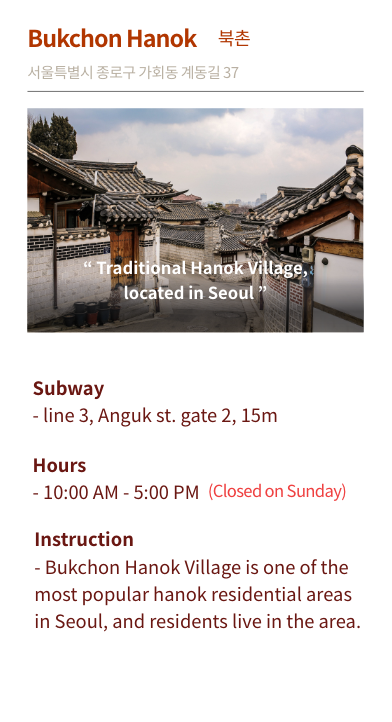 Bukchon Hanok 북촌
서울특별시 종로구 가회동 계동길 37
“ Traditional Hanok Village,
located in Seoul ”
Subway
- line 3, Anguk st. gate 2, 15m
Hours
- 10:00 AM - 5:00 PM (Closed on Sunday)
Instruction
- Bukchon Hanok Village is one of the
most popular hanok residential areas
in Seoul, and residents live in the area.